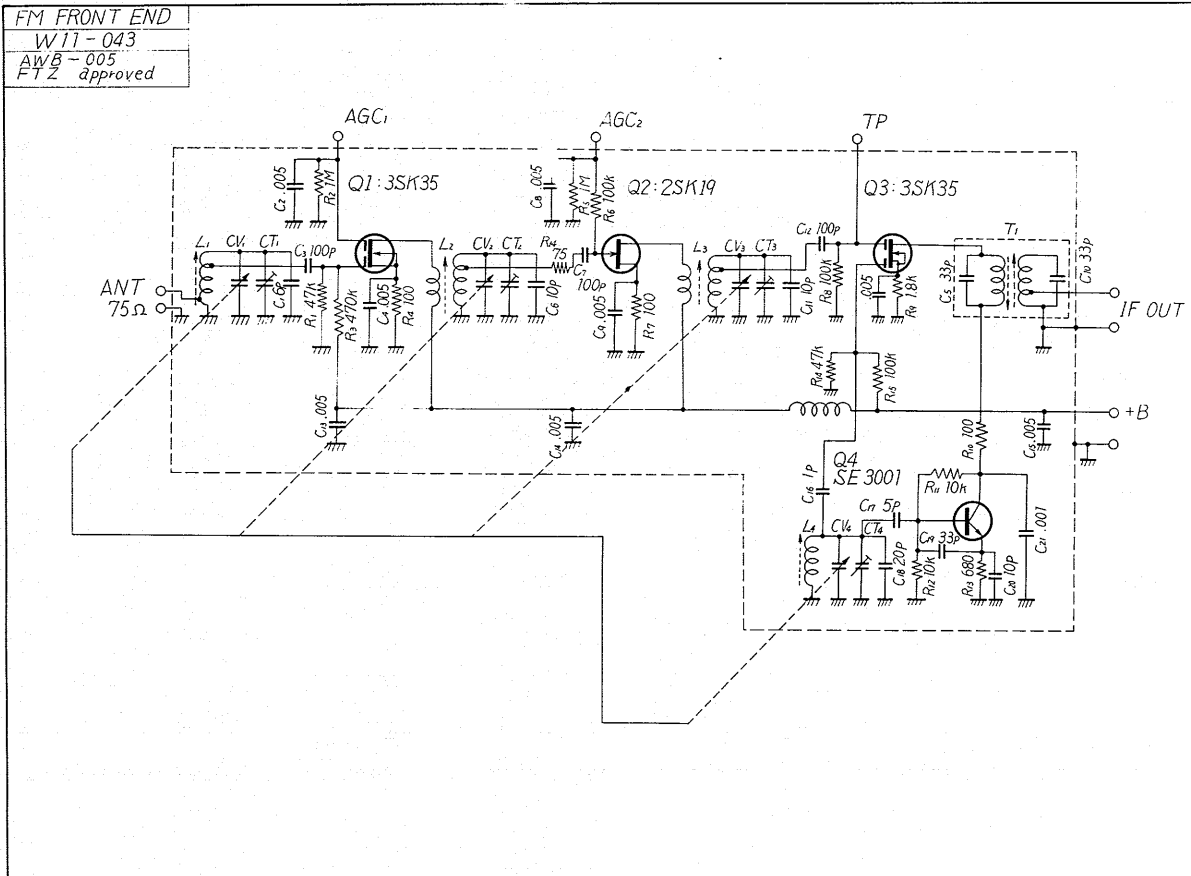 FM FRONT END
W11-043
AWB-005
FTZ approved
AGC₁
AGC₂
TP
C₂ .005
R₂ 1M
Q1:3SK35
C₈ .005
R₅ 1M
R₆ 100k
Q2:2SK19
Q3:3SK35
L₁
CV₁
CT₁
C₁ 6p
C₃ 100p
R₁ 47k
R₃ 470k
C₄ .005
R₄ 100
L₂
CV₂
CT₂
C₆ 10p
R₁₄
75
C₇
100p
C₉ .005
R₇ 100
L₃
CV₃
CT₃
C₁₁ 10p
C₁₂ 100p
R₈ 100k
.005
R₉ 1.8k
T₁
C₅ 33p
C₁₀ 33p
ANT
75Ω
IF OUT
R₁₄ 47k
R₁₅ 100k
+B
C₁₃ .005
C₁₄ .005
C₁₅ .005
R₁₀ 100
Q4
SE 3001
C₁₆ 1p
R₁₁ 10k
C₁₇ 5p
L₄
CV₄
CT₄
C₁₈ 20p
C₁₉ 33p
R₁₂ 10k
R₁₃ 680
C₂₀ 10p
C₂₁ .001